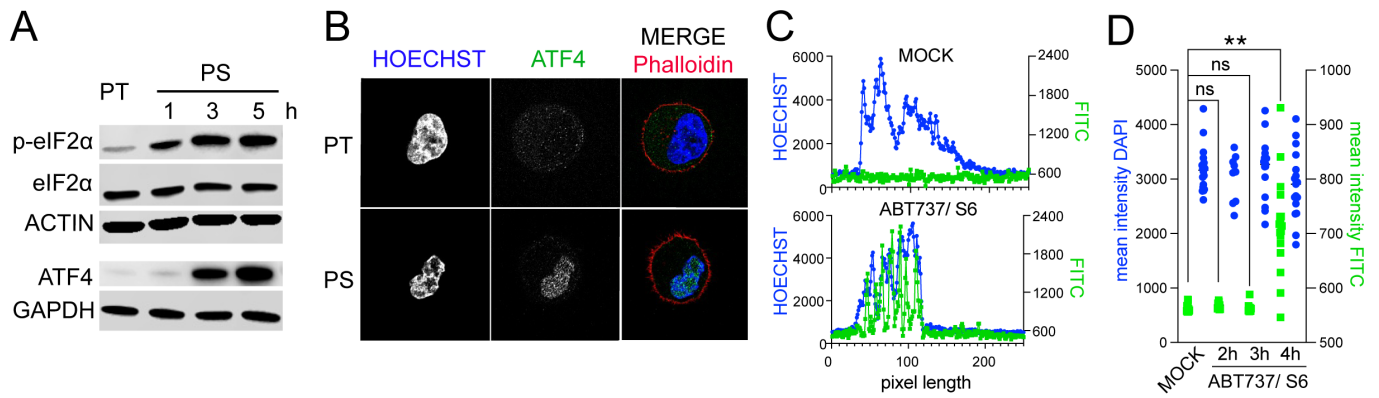 A
PS
PT
1 3 5 h
p-eIF2α
eIF2α
ACTIN
ATF4
GAPDH
B
MERGE
HOECHST ATF4 Phalloidin
PT
PS
C
MOCK
6000 2400
4000 1800
2000 1200
0 600
HOECHST
FITC
ABT737/ S6
6000 2400
4000 1800
2000 1200
0 600
HOECHST
FITC
0 100 200
pixel length
D
**
ns
ns
5000 1000
4000 900
3000 800
2000 700
1000 600
0 500
mean intensity DAPI
mean intensity FITC
MOCK 2h 3h 4h
ABT737/ S6